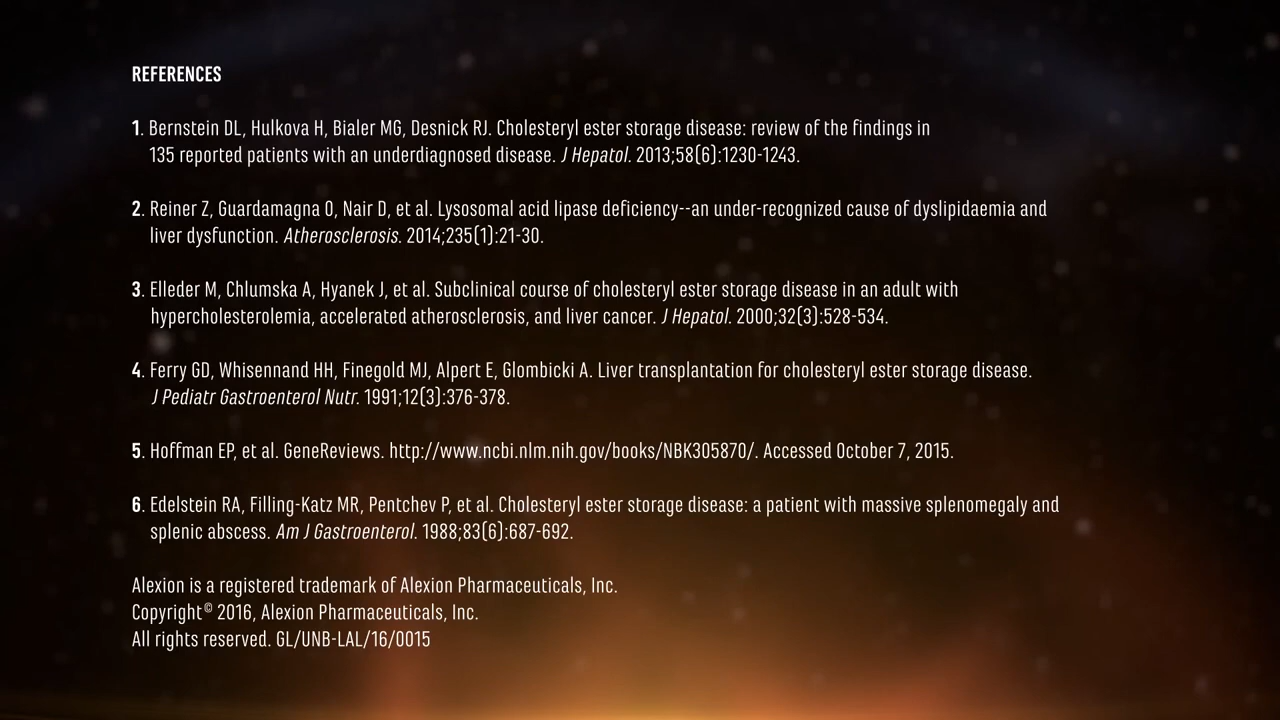 REFERENCES
1. Bernstein DL, Hulkova H, Bialer MG, Desnick RJ. Cholesteryl ester storage disease: review of the findings in
135 reported patients with an underdiagnosed disease. J Hepatol. 2013;58(6):1230-1243.
2. Reiner Z, Guardamagna O, Nair D, et al. Lysosomal acid lipase deficiency--an under-recognized cause of dyslipidaemia and
liver dysfunction. Atherosclerosis. 2014;235(1):21-30.
3. Elleder M, Chlumska A, Hyanek J, et al. Subclinical course of cholesteryl ester storage disease in an adult with
hypercholesterolemia, accelerated atherosclerosis, and liver cancer. J Hepatol. 2000;32(3):528-534.
4. Ferry GD, Whisennand HH, Finegold MJ, Alpert E, Glombicki A. Liver transplantation for cholesteryl ester storage disease.
J Pediatr Gastroenterol Nutr. 1991;12(3):376-378.
5. Hoffman EP, et al. GeneReviews. http://www.ncbi.nlm.nih.gov/books/NBK305870/. Accessed October 7, 2015.
6. Edelstein RA, Filling-Katz MR, Pentchev P, et al. Cholesteryl ester storage disease: a patient with massive splenomegaly and
splenic abscess. Am J Gastroenterol. 1988;83(6):687-692.
Alexion is a registered trademark of Alexion Pharmaceuticals, Inc.
Copyright© 2016, Alexion Pharmaceuticals, Inc.
All rights reserved. GL/UNB-LAL/16/0015